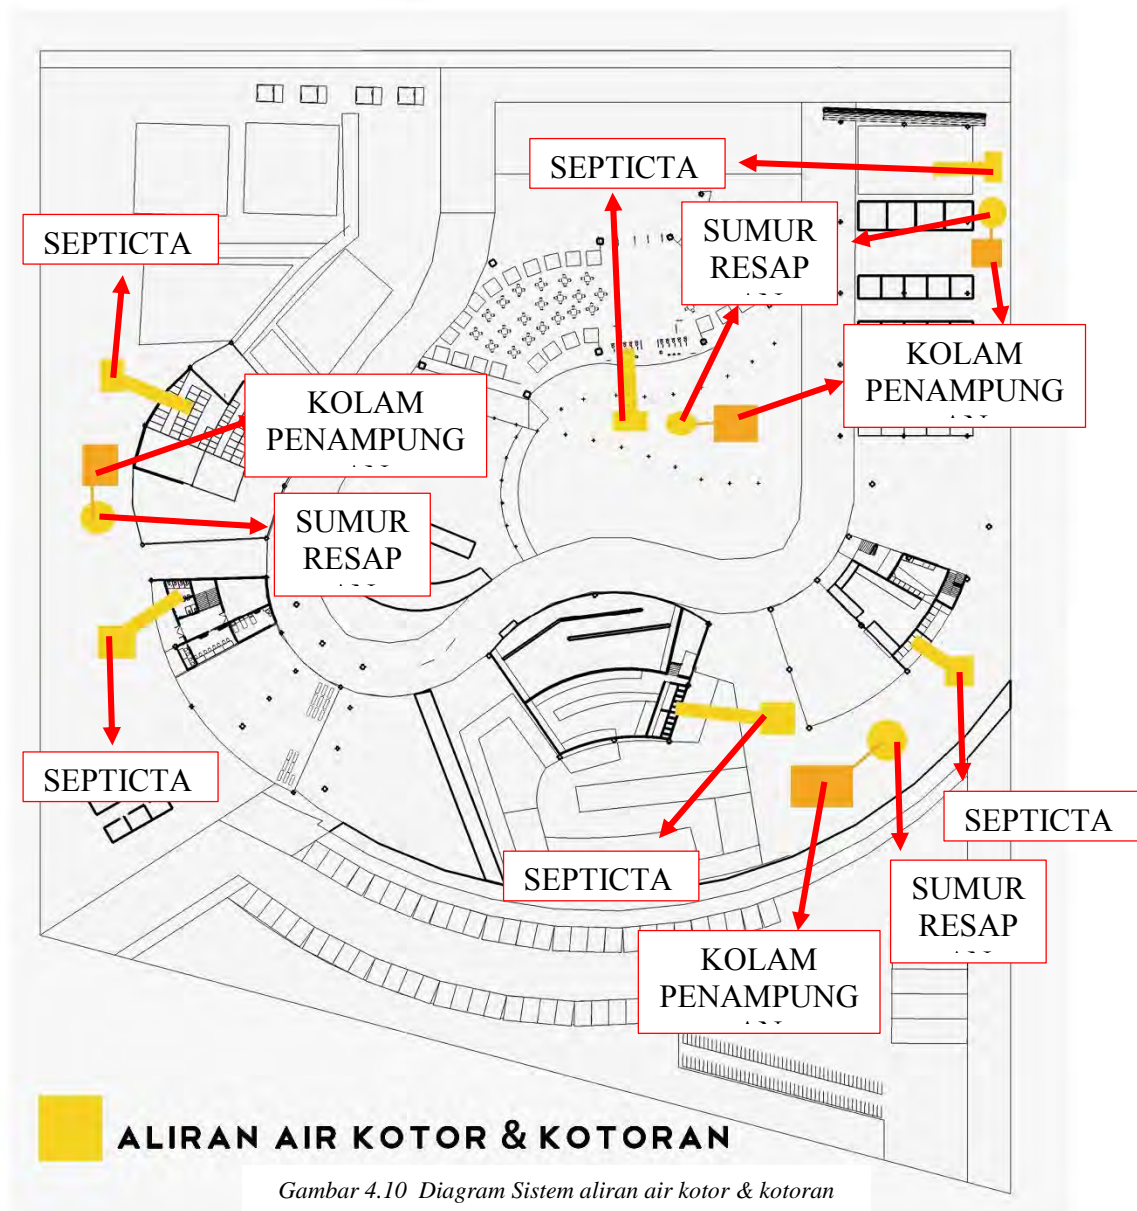 SEPTICTA
SUMUR
RESAP
SEPTICTA
KOLAM
PENAMPUNG
KOLAM
PENAMPUNG
SUMUR
RESAP
SEPTICTA
SEPTICTA
SEPTICTA
SUMUR
RESAP
KOLAM
PENAMPUNG
ALIRAN AIR KOTOR & KOTORAN
Gambar 4.10 Diagram Sistem aliran air kotor & kotoran